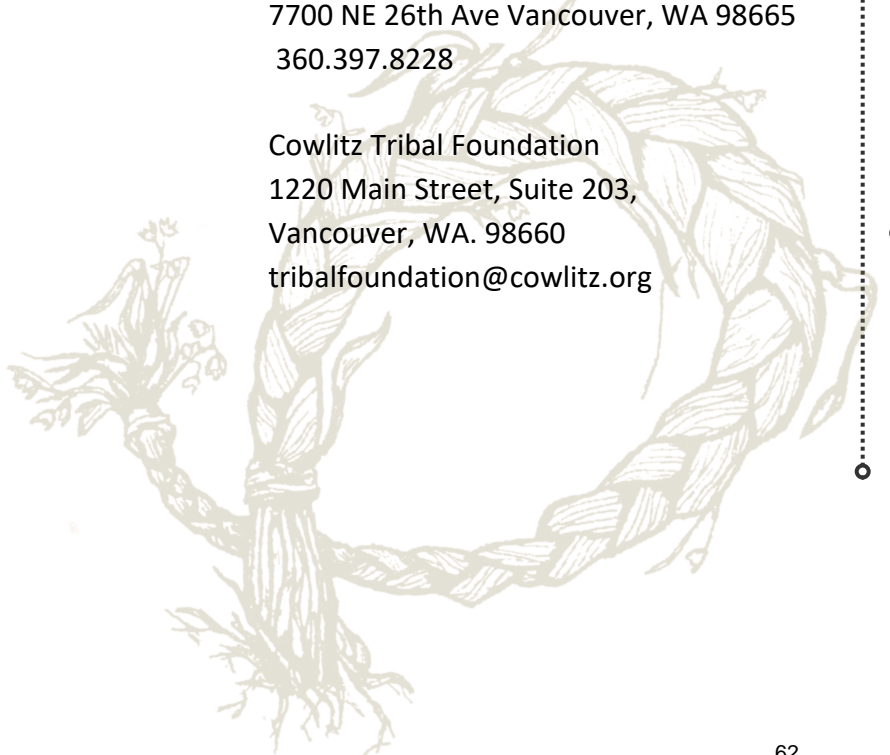 7700 NE 26th Ave Vancouver, WA 98665
360.397.8228
Cowlitz Tribal Foundation
1220 Main Street, Suite 203,
Vancouver, WA. 98660
tribalfoundation@cowlitz.org
62